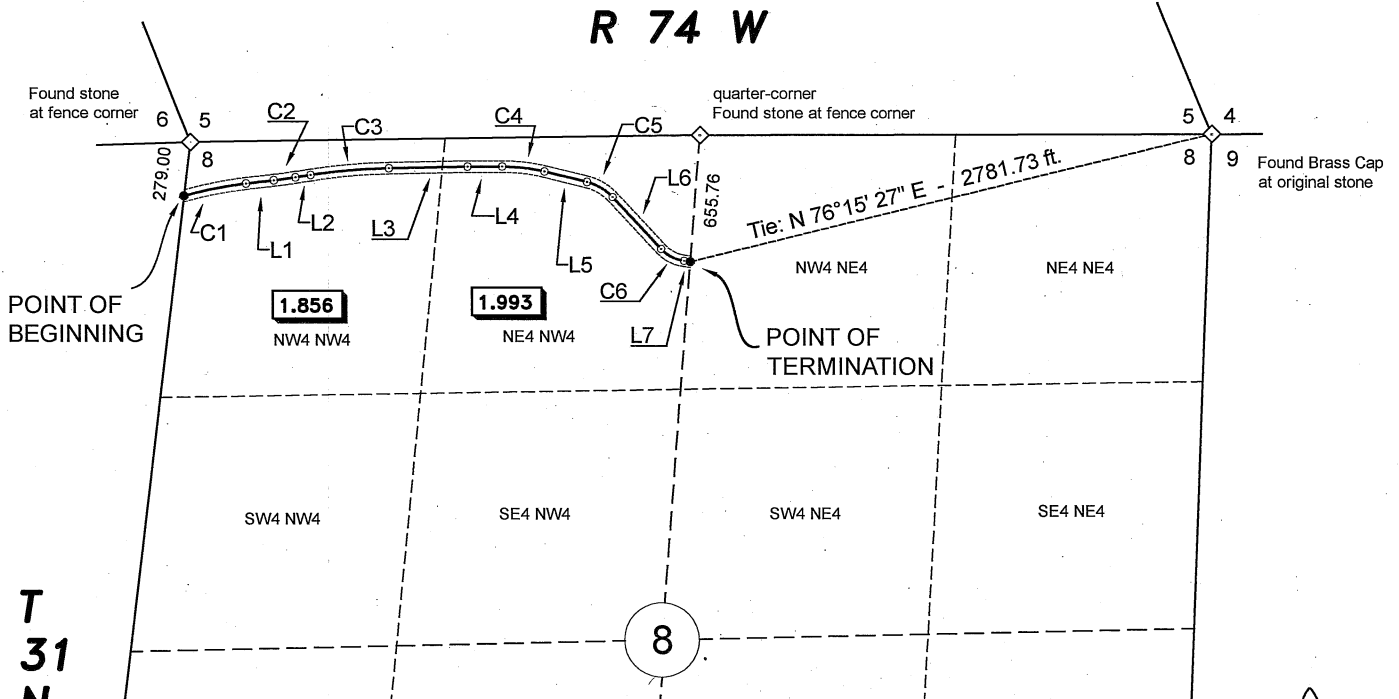 R 74 W
Found stone
at fence corner
6 5
8
279.00
C2
C3
C4
C5
quarter-corner
Found stone at fence corner
5 4
8 9
Found Brass Cap
at original stone
C1
L1
L2
L3
L4
L5
L6
655.76
Tie: N 76°15' 27" E - 2781.73 ft.
C6
L7
POINT OF
BEGINNING
1.856
NW4 NW4
1.993
NE4 NW4
NW4 NE4
NE4 NE4
POINT OF
TERMINATION
SW4 NW4
SE4 NW4
SW4 NE4
SE4 NE4
T
31
N
8